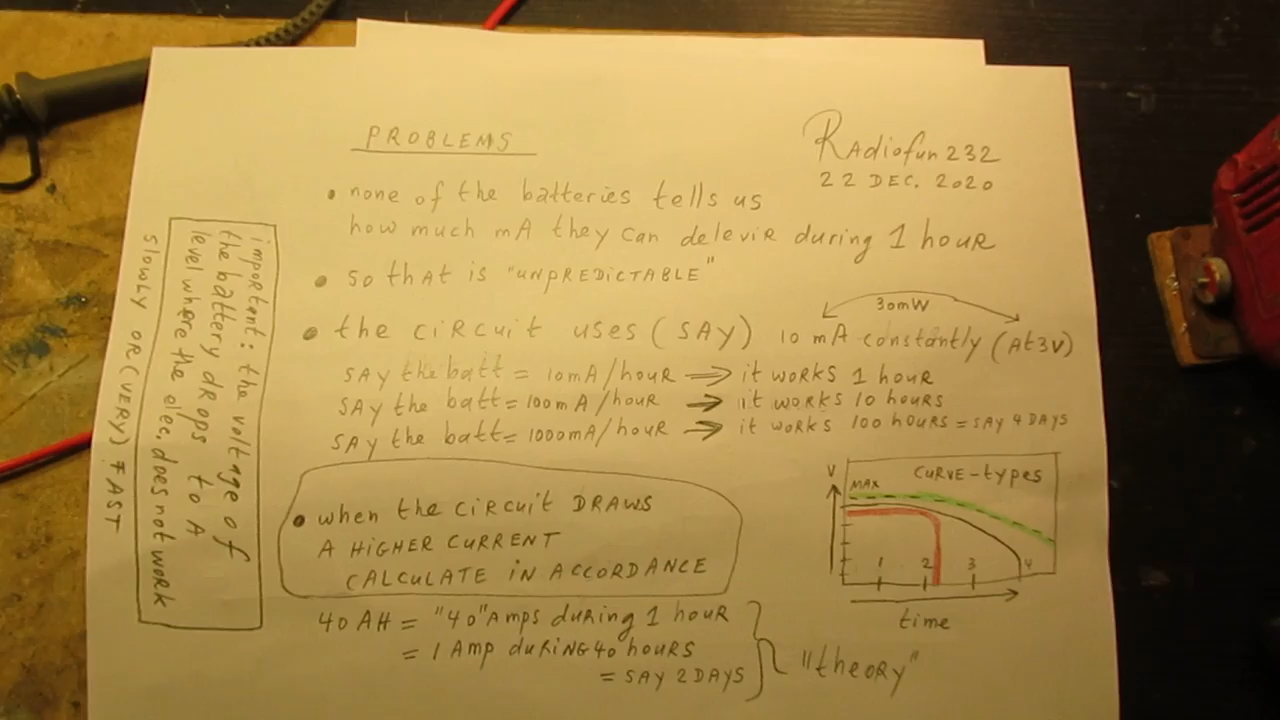 PROBLEMS
RAdiofun 232
22 DEC. 2020
• none of the batteries tells us
how much mA they can delevir during 1 hour
• so that is "UNPREDICTABLE"
30mW
• the circuit uses (SAY) 10 mA constantly (At 3V)
SAY the batt = 10mA/hour → it works 1 hour
SAY the batt = 100mA/hour → it works 10 hours
SAY the batt = 1000mA/hour → it works 100 hours = SAY 4 DAYS
• when the circuit DRAWS
A HIGHER CURRENT
CALCULATE IN ACCORDANCE
40 AH = "40" Amps during 1 hour
= 1 Amp during 40 hours
= SAY 2 DAYS
"theory"
CURVE-types
V
MAX
1 2 3 4
time
important: the voltage of
the battery drops to A
level where the elec. does not work
slowly or (very) FAST